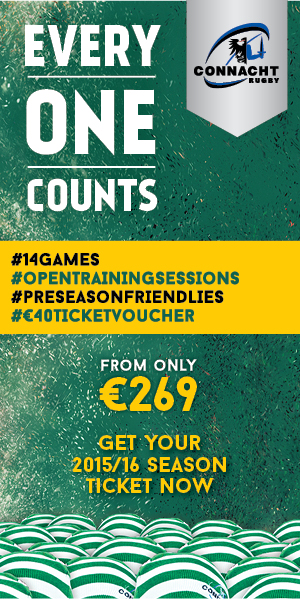 EVERY
ONE
COUNTS
CONNACHT
RUGBY
#14GAMES
#OPENTRAININGSESSIONS
#PRESEASONFRIENDLIES
#€40TICKETVOUCHER
FROM ONLY
€269
GET YOUR
2015/16 SEASON
TICKET NOW